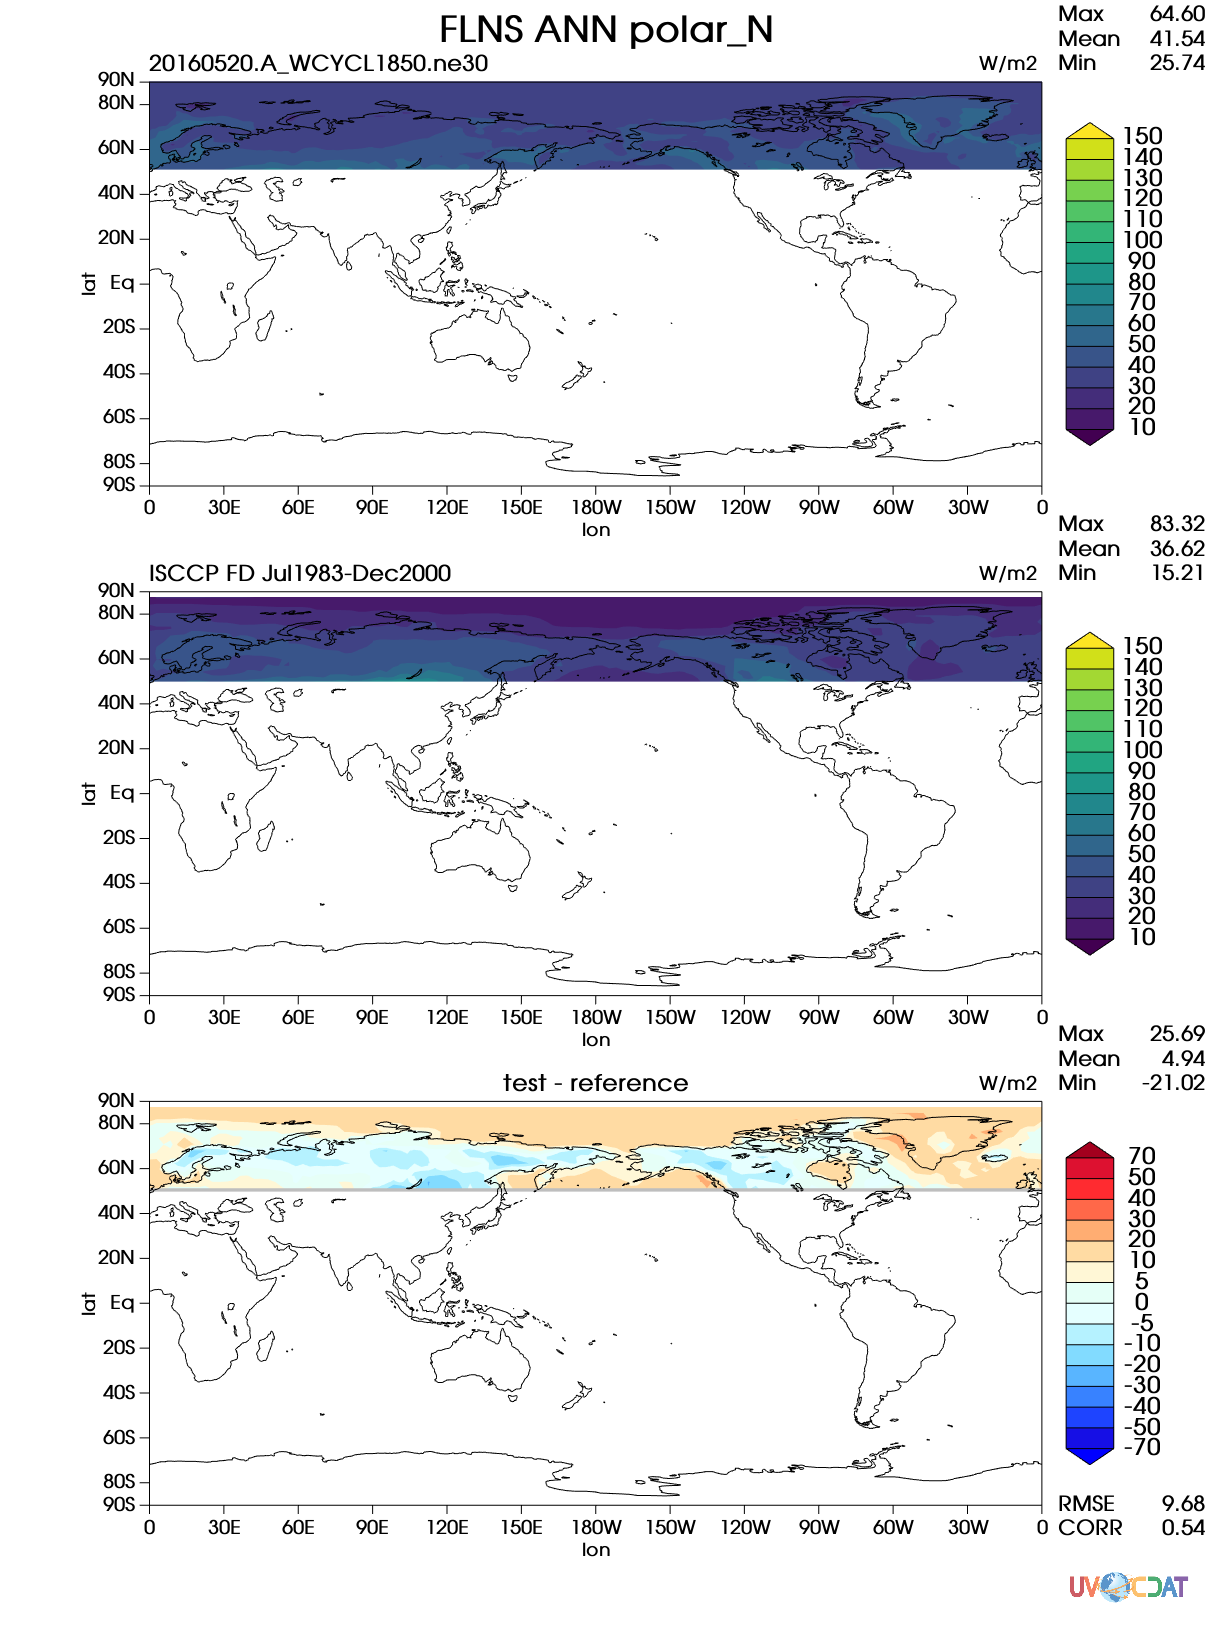 FLNS ANN polar_N
Max 64.60
Mean 41.54
Min 25.74
20160520.A_WCYCL1850.ne30 W/m2
90N
80N
60N
40N
20N
Eq
20S
40S
60S
80S
90S
lat
0 30E 60E 90E 120E 150E 180W 150W 120W 90W 60W 30W 0
lon
150
140
130
120
110
100
90
80
70
60
50
40
30
20
10
Max 83.32
Mean 36.62
Min 15.21
ISCCP FD Jul1983-Dec2000 W/m2
90N
80N
60N
40N
20N
Eq
20S
40S
60S
80S
90S
lat
0 30E 60E 90E 120E 150E 180W 150W 120W 90W 60W 30W 0
lon
150
140
130
120
110
100
90
80
70
60
50
40
30
20
10
Max 25.69
Mean 4.94
Min -21.02
test - reference W/m2
90N
80N
60N
40N
20N
Eq
20S
40S
60S
80S
90S
lat
0 30E 60E 90E 120E 150E 180W 150W 120W 90W 60W 30W 0
lon
70
50
40
30
20
10
5
0
-5
-10
-20
-30
-40
-50
-70
RMSE 9.68
CORR 0.54
UV CDAT